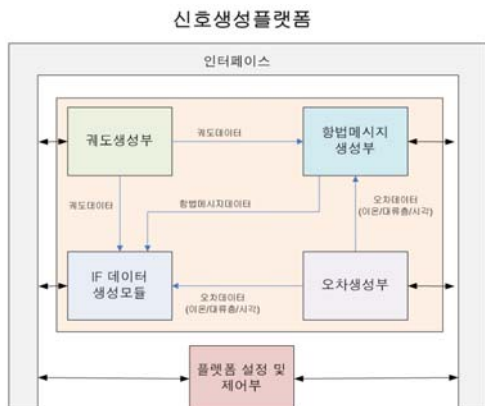 신호생성플랫폼
인터페이스
궤도생성부
궤도데이터
항법메시지
생성부
궤도데이터
항법메시지데이터
오차데이터
(이온/대류층/시각)
IF 데이터
생성모듈
오차데이터
(이온/대류층/시각)
오차생성부
플렛폼 설정 및
제어부